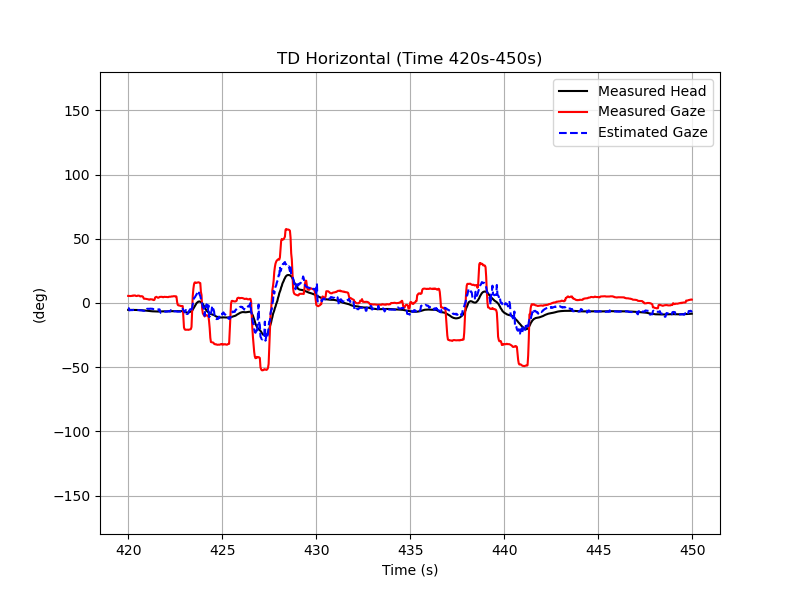 TD Horizontal (Time 420s-450s)
Measured Head
Measured Gaze
Estimated Gaze
150
100
50
0
−50
−100
−150
(deg)
420 425 430 435 440 445 450
Time (s)